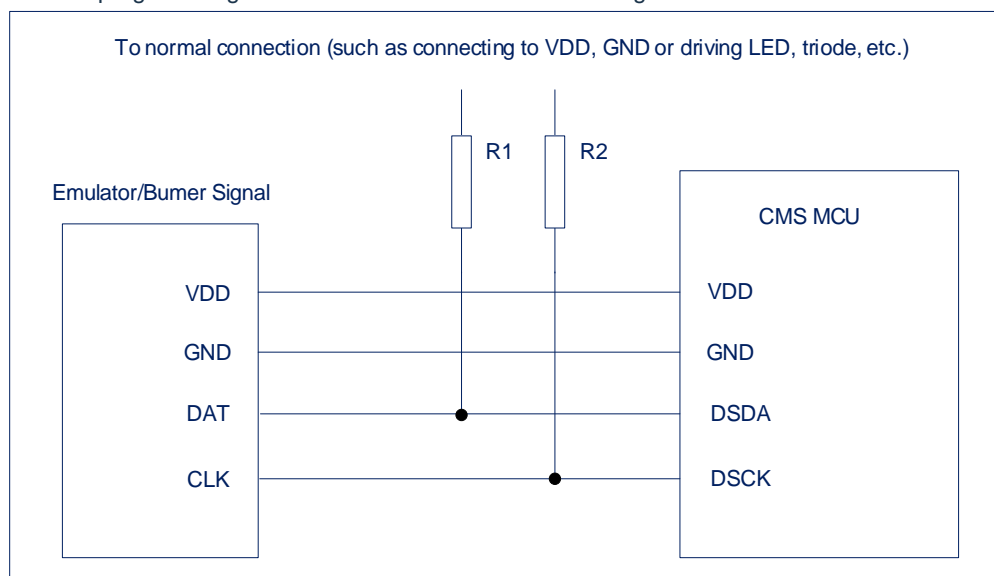 To normal connection (such as connecting to VDD, GND or driving LED, triode, etc.)
R1
R2
Emulator/Burner Signal
CMS MCU
VDD
VDD
GND
GND
DAT
DSDA
CLK
DSCK